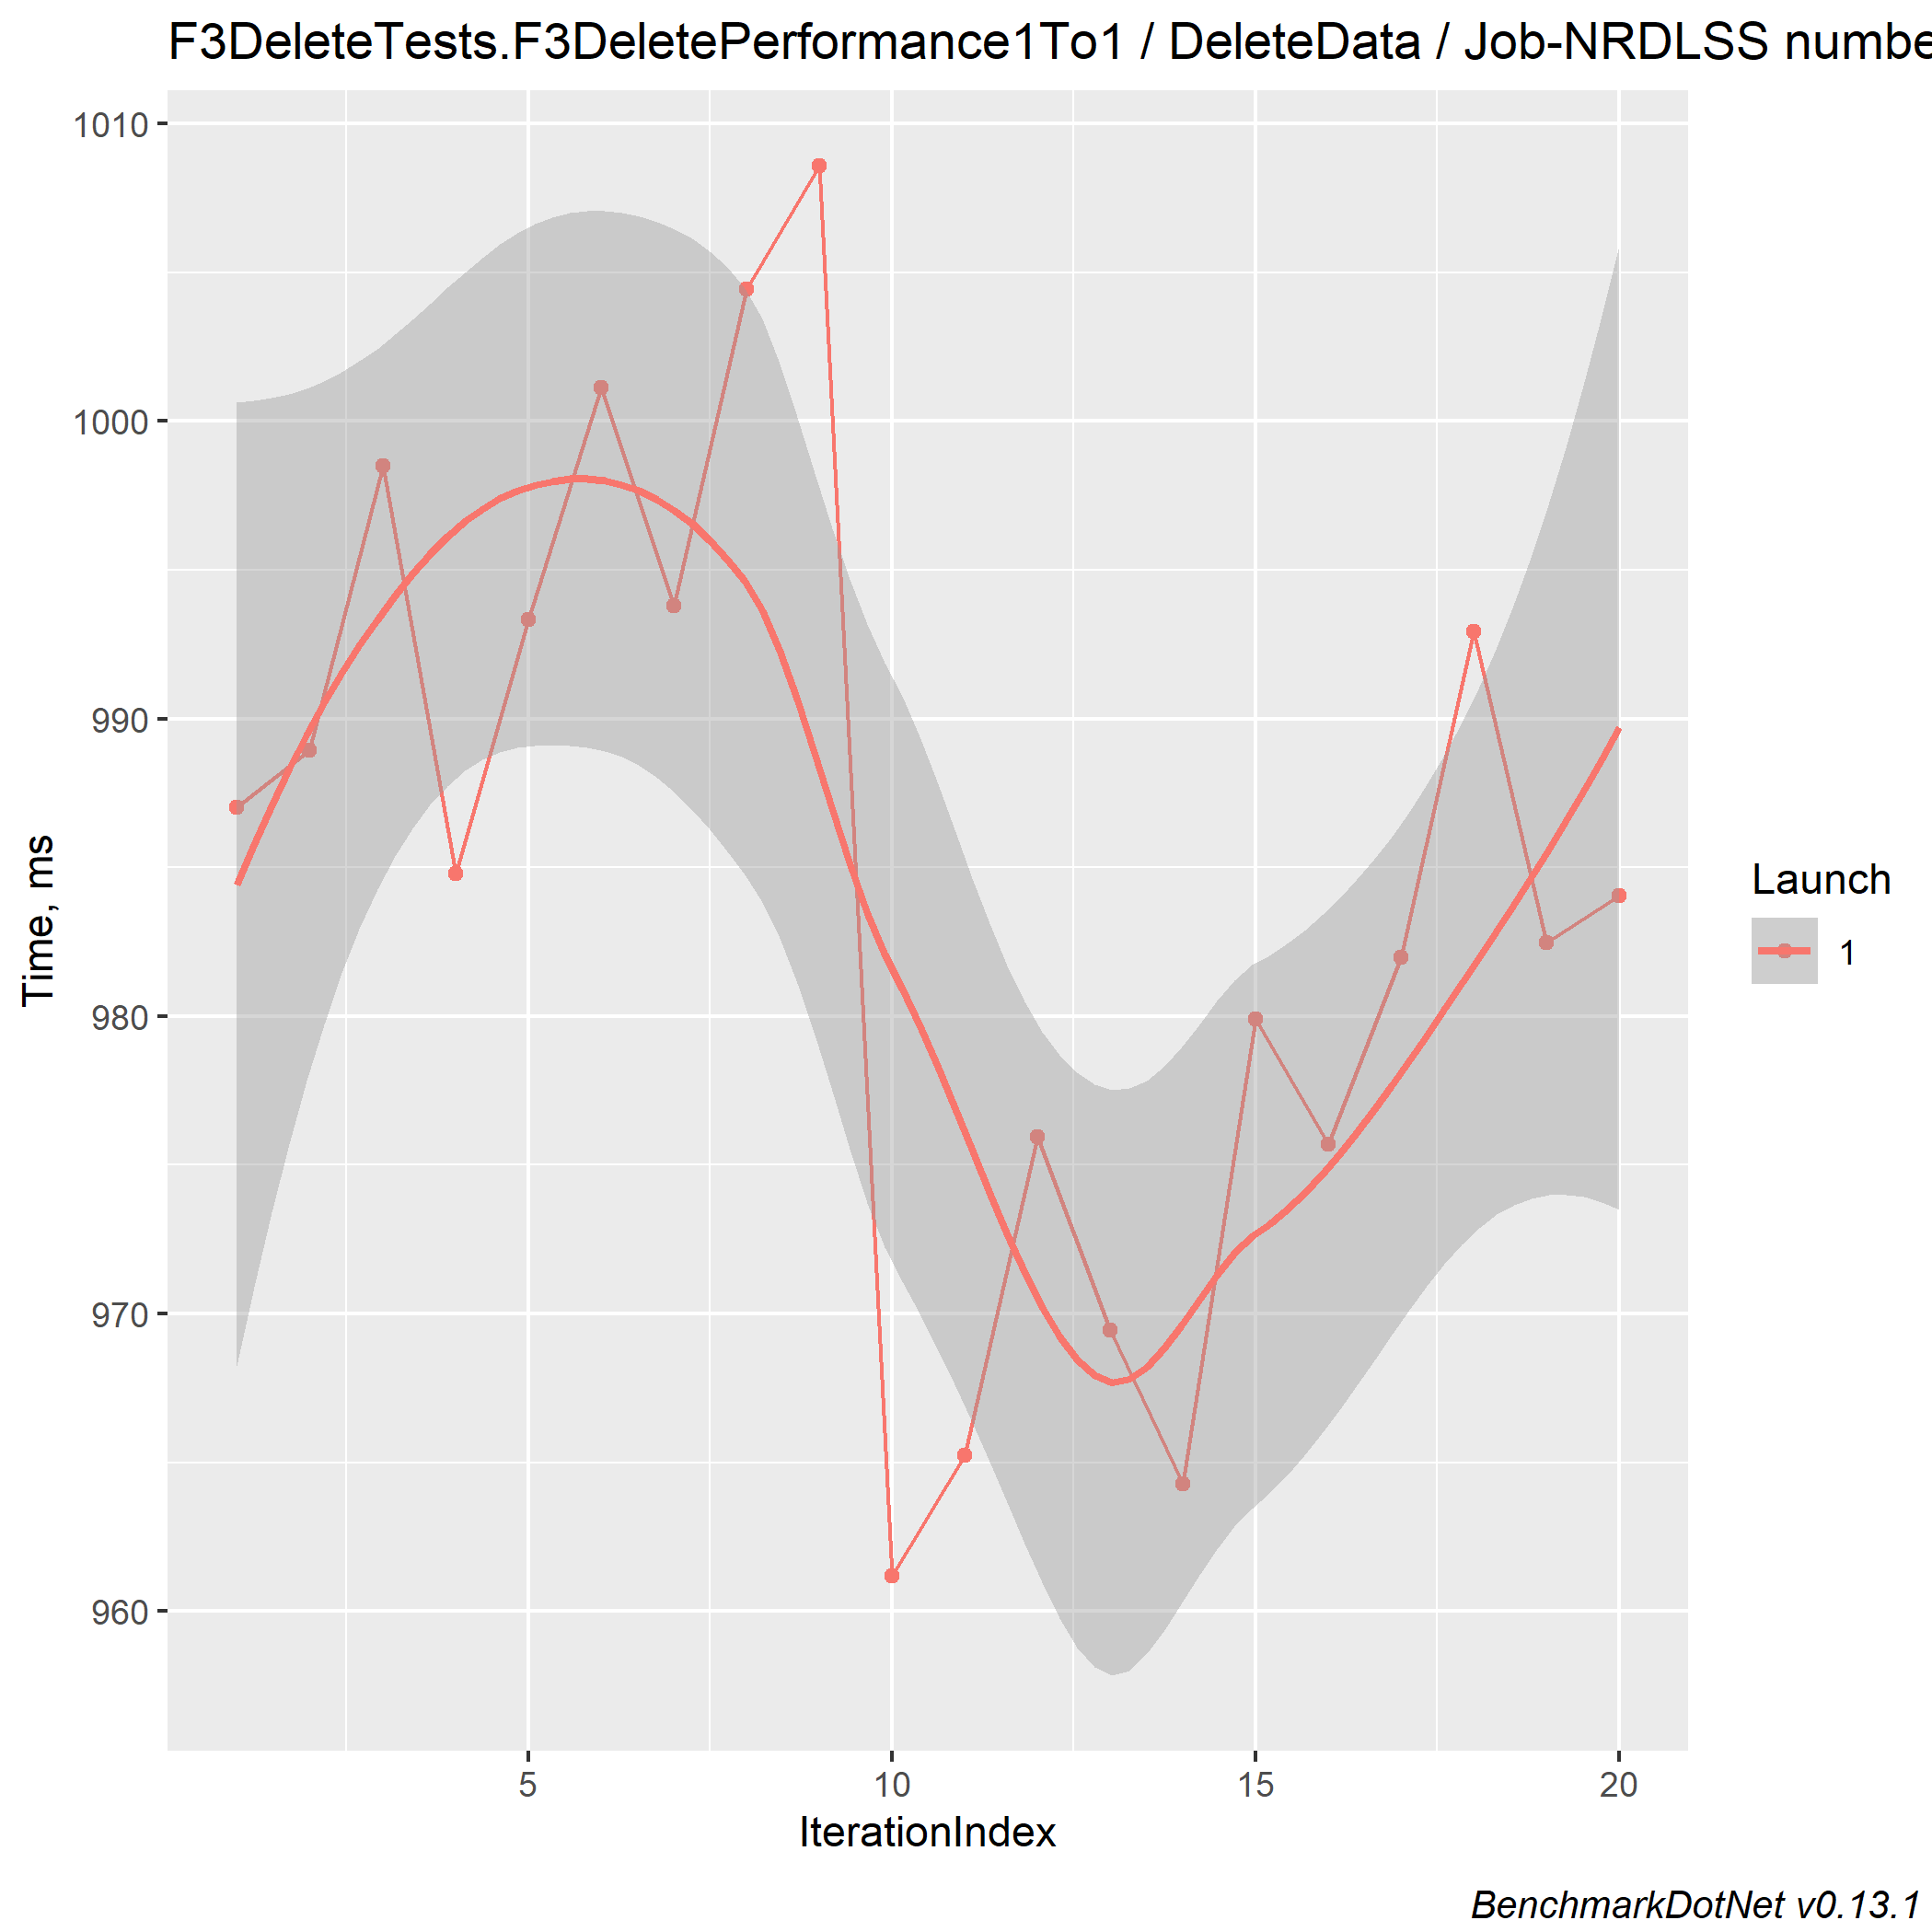 F3DeleteTests.F3DeletePerformance1To1 / DeleteData / Job-NRDLSS numbe
1010
1000
990
980
970
960
Time, ms
5 10 15 20
IterationIndex
Launch
1
BenchmarkDotNet v0.13.1